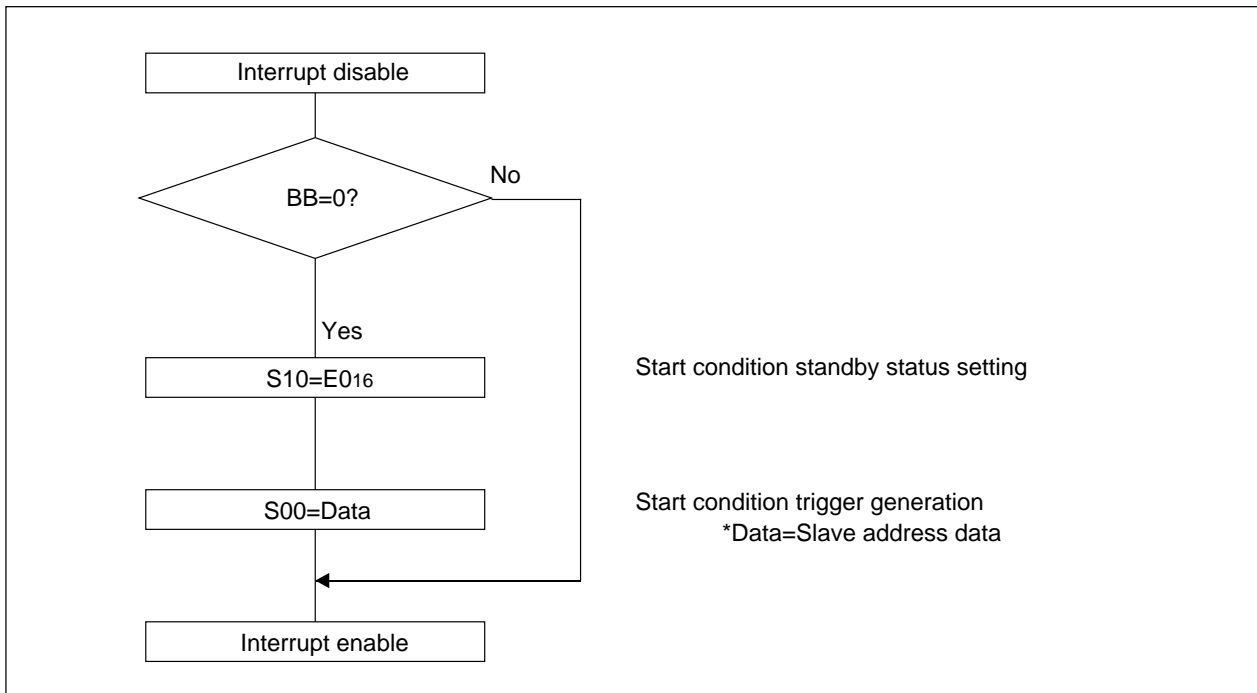 Interrupt disable
No
BB=0?
Yes
S10=E016
Start condition standby status setting
S00=Data
Start condition trigger generation
*Data=Slave address data
Interrupt enable